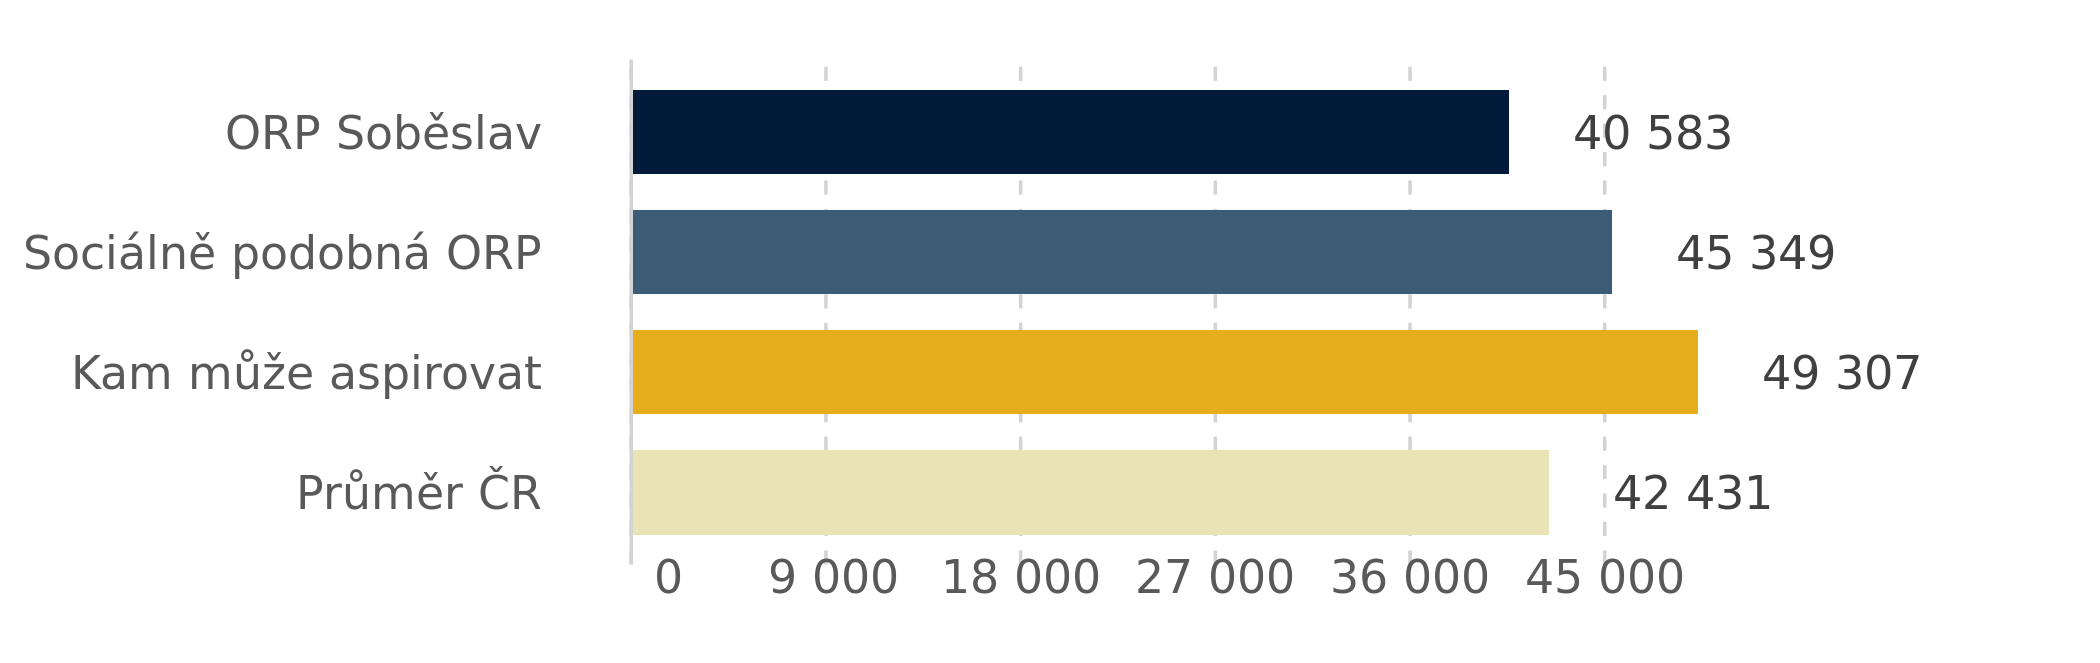 ORP Soběslav 40 583
Sociálně podobná ORP 45 349
Kam může aspirovat 49 307
Průměr ČR 42 431
0 9 000 18 000 27 000 36 000 45 000